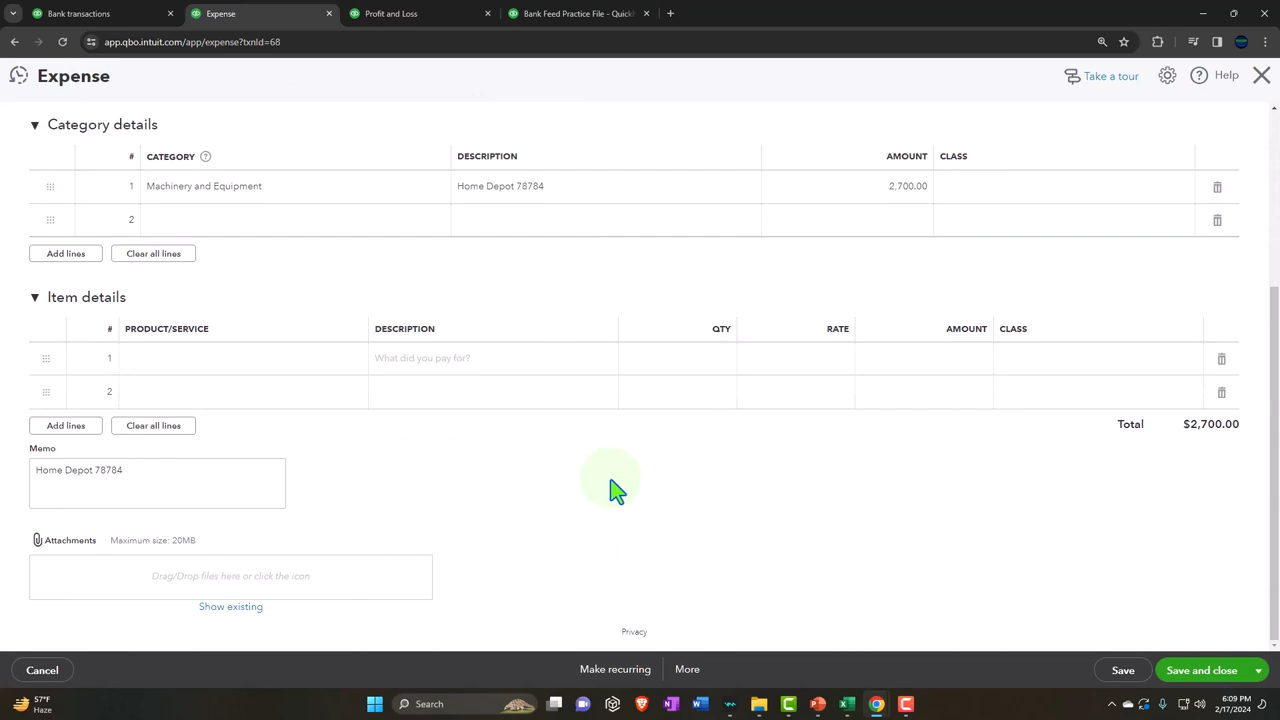 Bank transactions
Expense
Profit and Loss
Bank Feed Practice File - QuickB
app.qbo.intuit.com/app/expense?txnId=68
Expense
Take a tour
Help
Category details
# CATEGORY DESCRIPTION AMOUNT CLASS
1 Machinery and Equipment Home Depot 78784 2,700.00
2
Add lines Clear all lines
Item details
# PRODUCT/SERVICE DESCRIPTION QTY RATE AMOUNT CLASS
1 What did you pay for?
2
Add lines Clear all lines Total $2,700.00
Memo
Home Depot 78784
Attachments Maximum size: 20MB
Drag/Drop files here or click the icon
Show existing
Privacy
Cancel Make recurring More Save Save and close
57°F
Haze
Search
6:09 PM
2/17/2024